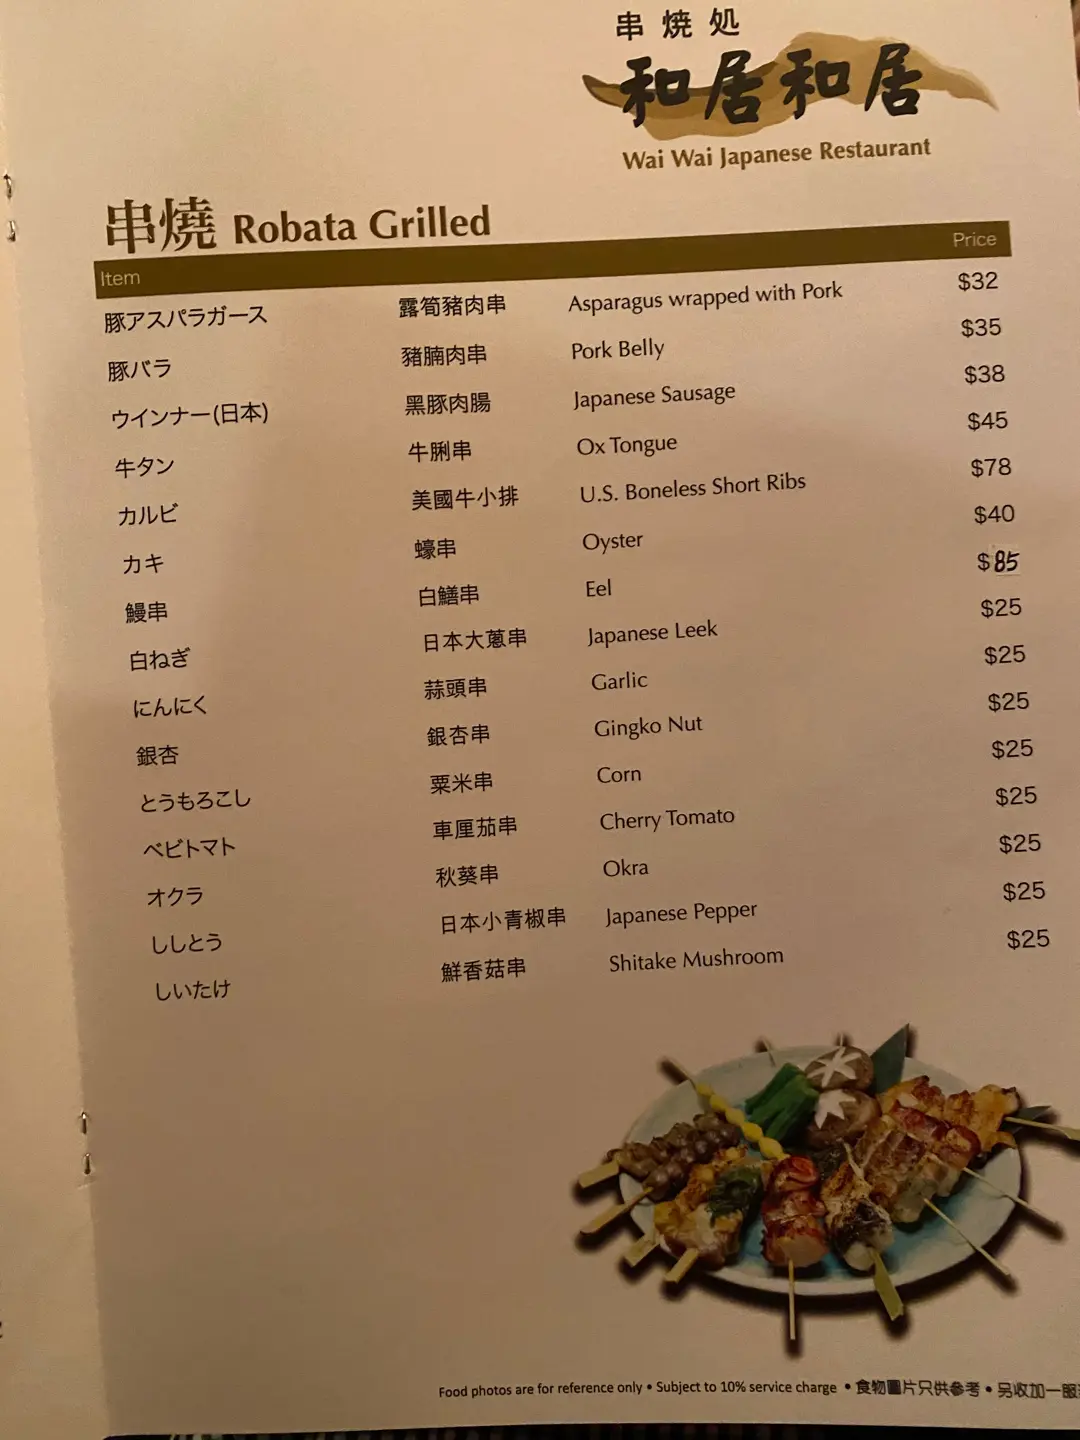 串焼処
和居和居
Wai Wai Japanese Restaurant
串燒 Robata Grilled
Item Price
豚アスパラガース 露筍豬肉串 Asparagus wrapped with Pork $32
豚バラ 豬腩肉串 Pork Belly $35
ウインナー(日本) 黑豚肉腸 Japanese Sausage $38
牛タン 牛脷串 Ox Tongue $45
カルビ 美國牛小排 U.S. Boneless Short Ribs $78
カキ 蠔串 Oyster $40
鰻串 白鱔串 Eel $85
白ねぎ 日本大蔥串 Japanese Leek $25
にんにく 蒜頭串 Garlic $25
銀杏 銀杏串 Gingko Nut $25
とうもろこし 粟米串 Corn $25
ベビトマト 車厘茄串 Cherry Tomato $25
オクラ 秋葵串 Okra $25
ししとう 日本小青椒串 Japanese Pepper $25
しいたけ 鮮香菇串 Shitake Mushroom $25
Food photos are for reference only • Subject to 10% service charge • 食物圖片只供參考 • 另收加一服